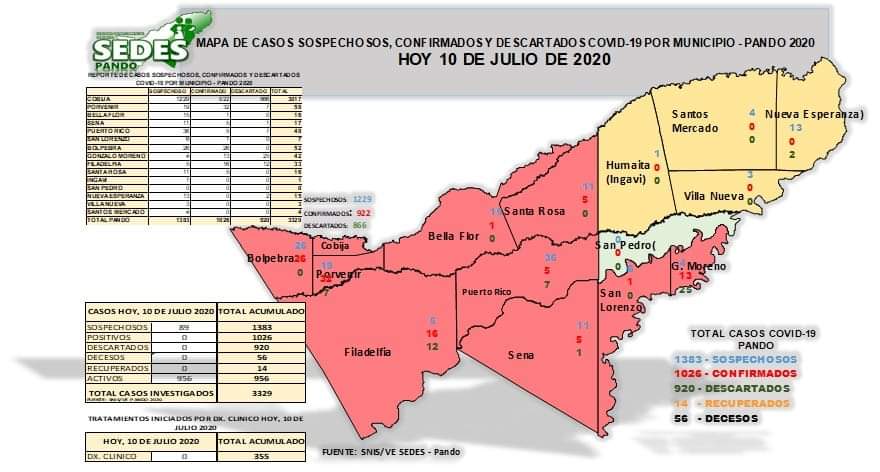 SEDES
PANDO
MAPA DE CASOS SOSPECHOSOS, CONFIRMADOS Y DESCARTADOS COVID-19 POR MUNICIPIO - PANDO 2020
HOY 10 DE JULIO DE 2020
REPORTE DE CASOS SOSPECHOSOS, CONFIRMADOS Y DESCARTADOS
COVID-19 POR MUNICIPIO - PANDO 2020
SOSPECHOSO CONFIRMADO DESCARTADO TOTAL
COBIJA 1229 922 866 3017
PORVENIR 19 32 7 58
BELLA FLOR 15 1 0 16
SENA 11 5 1 17
PUERTO RICO 36 5 7 48
SAN LORENZO 1 0 7
BOLPEBRA 26 26 0 52
GONZALO MORENO 4 13 25 42
FILADELFIA 5 16 12 33
SANTA ROSA 11 5 0 16
INGAVI 1 0 0 1
SAN PEDRO 0 0 0 0
NUEVA ESPERANZA 13 0 2 15
VILLA NUEVA 3 0 0 3
SANTOS MERCADO 4 0 0 4
TOTAL PANDO 1383 1026 920 3329
SOSPECHOSOS 1229
CONFIRMADOS: 922
DESCARTADOS: 866
Santos Mercado
4
0
0
Nueva Esperanza)
13
0
2
Humaita (Ingavi)
1
0
0
Villa Nueva
3
0
0
Santa Rosa
11
5
0
Bella Flor
15
1
0
San Pedro(
0
0
0
Cobija
Bolpebra
26
26
0
Porvenir
19
32
7
Puerto Rico
36
5
7
G. Moreno
4
13
25
San Lorenzo
1
0
Filadelfia
5
16
12
Sena
11
5
1
CASOS HOY, 10 DE JULIO 2020 TOTAL ACUMULADO
SOSPECHOSOS 89 1383
POSITIVOS 0 1026
DESCARTADOS 0 920
DECESOS 0 56
RECUPERADOS 0 14
ACTIVOS 956 956
TOTAL CASOS INVESTIGADOS 3329
TRATAMIENTOS INICIADOS POR DX. CLINICO HOY, 10 DE
JULIO 2020
HOY, 10 DE JULIO 2020 TOTAL ACUMULADO
DX. CLINICO 0 355
FUENTE: SNIS/VE SEDES - Pando
TOTAL CASOS COVID-19
PANDO
1383 - SOSPECHOSOS
1026 - CONFIRMADOS
920 - DESCARTADOS
14 - RECUPERADOS
56 - DECESOS